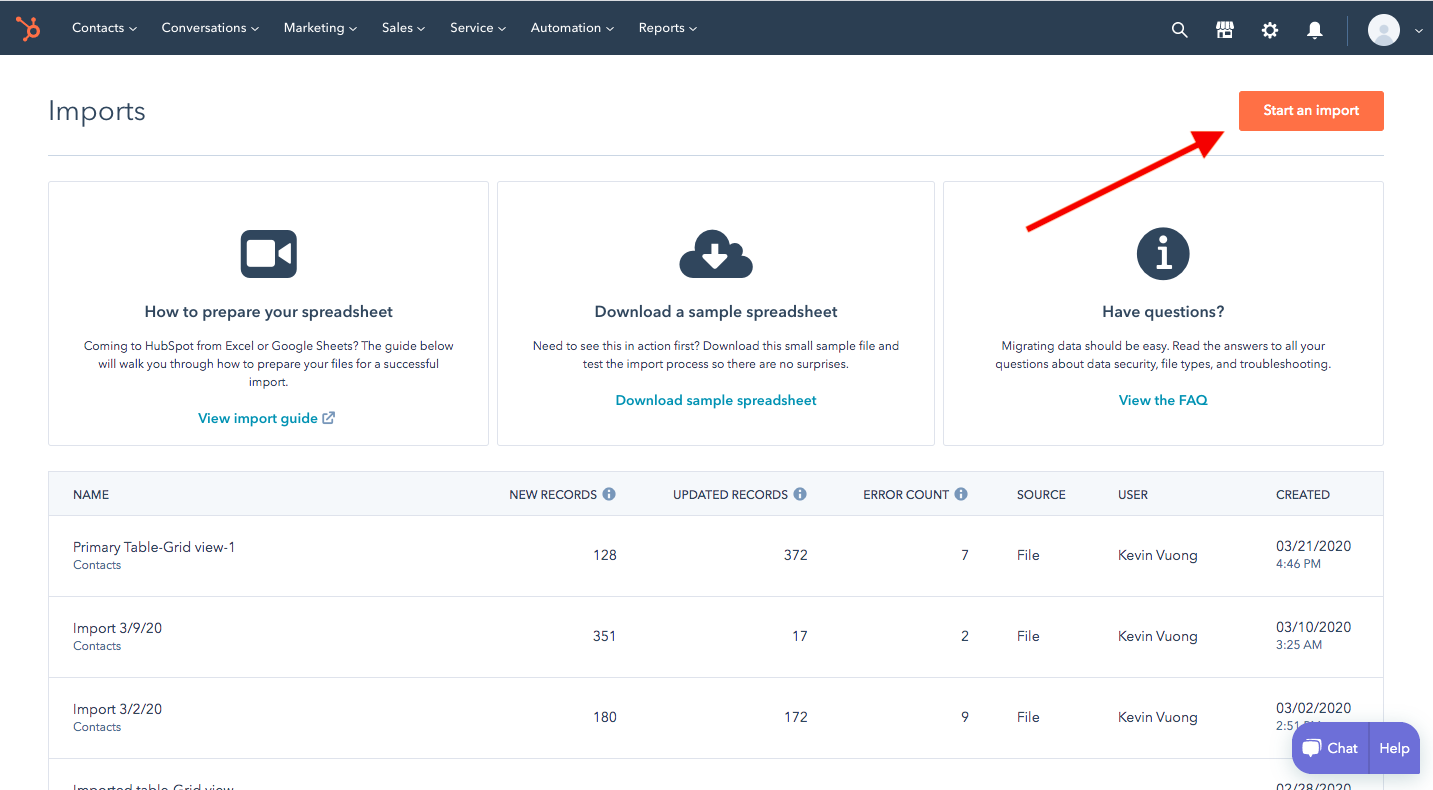 Contacts Conversations Marketing Sales Service Automation Reports
Imports
Start an import
How to prepare your spreadsheet
Coming to HubSpot from Excel or Google Sheets? The guide below
will walk you through how to prepare your files for a successful
import.
View import guide
Download a sample spreadsheet
Need to see this in action first? Download this small sample file and
test the import process so there are no surprises.
Download sample spreadsheet
Have questions?
Migrating data should be easy. Read the answers to all your
questions about data security, file types, and troubleshooting.
View the FAQ
NAME NEW RECORDS UPDATED RECORDS ERROR COUNT SOURCE USER CREATED
Primary Table-Grid view-1 128 372 7 File Kevin Vuong 03/21/2020
Contacts 4:46 PM
Import 3/9/20 351 17 2 File Kevin Vuong 03/10/2020
Contacts 3:25 AM
Import 3/2/20 180 172 9 File Kevin Vuong 03/02/2020
Contacts 2:51
Chat Help
Imported table-Grid view 02/28/2020